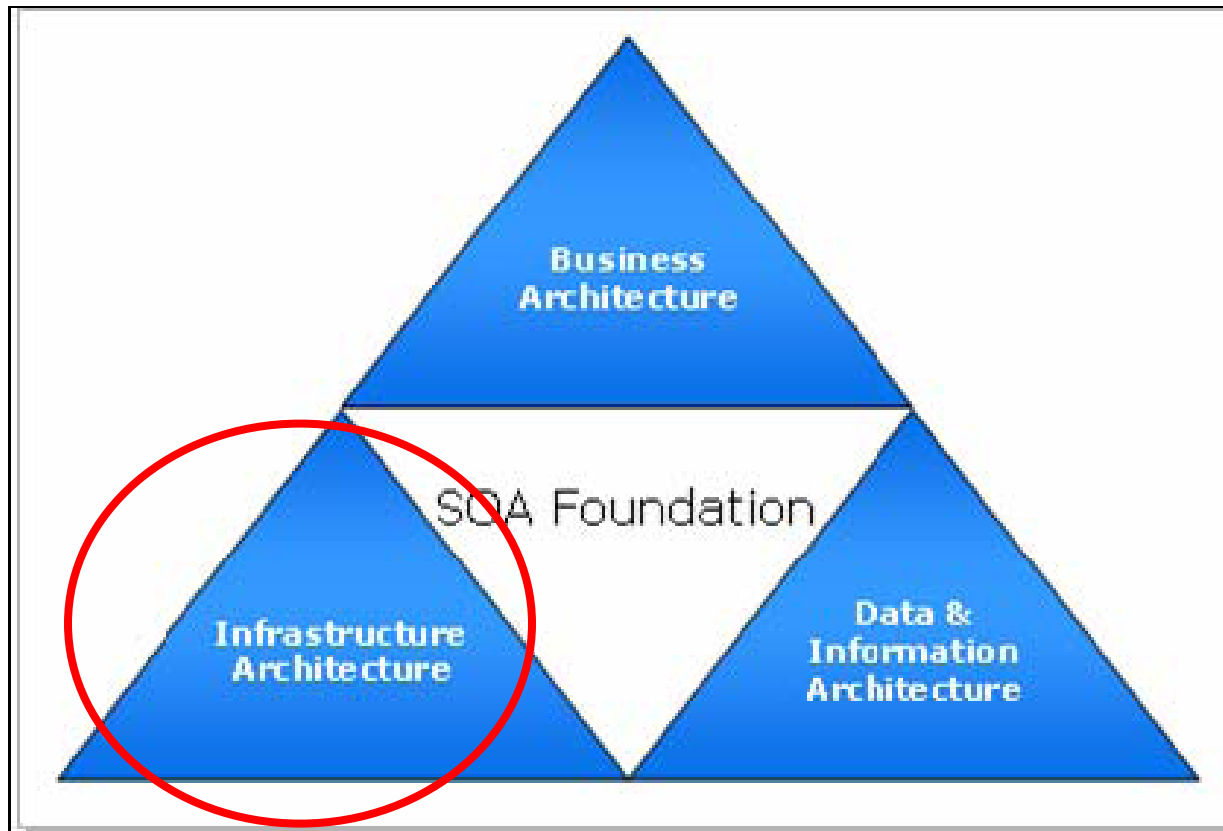 Business
Architecture
SOA Foundation
Infrastructure
Architecture
Data &
Information
Architecture